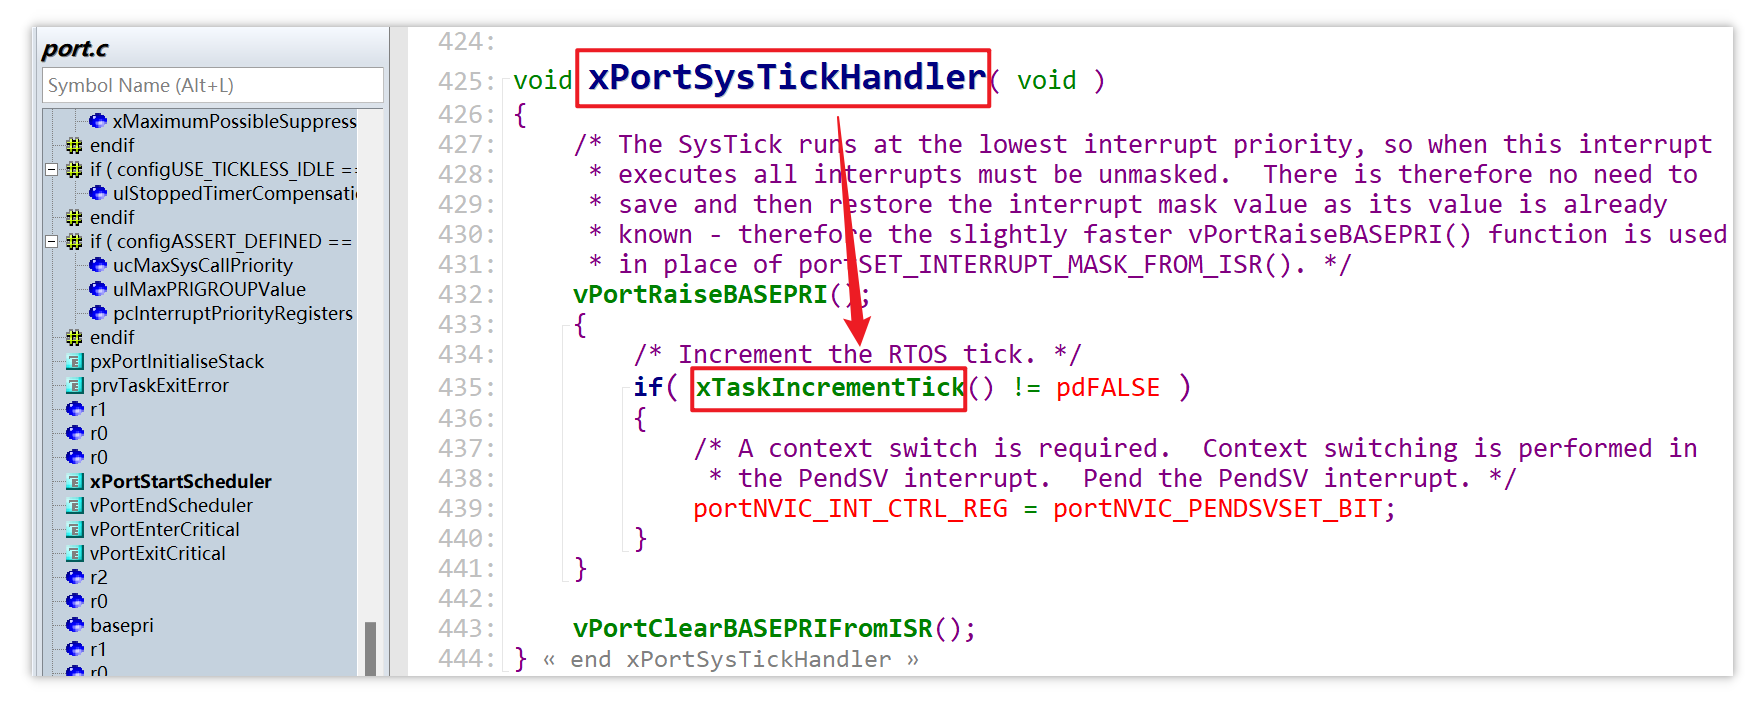 port.c
Symbol Name (Alt+L)
xMaximumPossibleSuppress
endif
if ( configUSE_TICKLESS_IDLE ==
ulStoppedTimerCompensati
endif
if ( configASSERT_DEFINED ==
ucMaxSysCallPriority
ulMaxPRIGROUPValue
pcInterruptPriorityRegisters
endif
pxPortInitialiseStack
prvTaskExitError
r1
r0
r0
xPortStartScheduler
vPortEndScheduler
vPortEnterCritical
vPortExitCritical
r2
r0
basepri
r1
r0
424:
425: void xPortSysTickHandler( void )
426: {
427: /* The SysTick runs at the lowest interrupt priority, so when this interrupt
428: * executes all interrupts must be unmasked.  There is therefore no need to
429: * save and then restore the interrupt mask value as its value is already
430: * known - therefore the slightly faster vPortRaiseBASEPRI() function is used
431: * in place of portSET_INTERRUPT_MASK_FROM_ISR(). */
432: vPortRaiseBASEPRI();
433: {
434: /* Increment the RTOS tick. */
435: if( xTaskIncrementTick() != pdFALSE )
436: {
437: /* A context switch is required.  Context switching is performed in
438: * the PendSV interrupt.  Pend the PendSV interrupt. */
439: portNVIC_INT_CTRL_REG = portNVIC_PENDSVSET_BIT;
440: }
441: }
442:
443: vPortClearBASEPRIFromISR();
444: } « end xPortSysTickHandler »